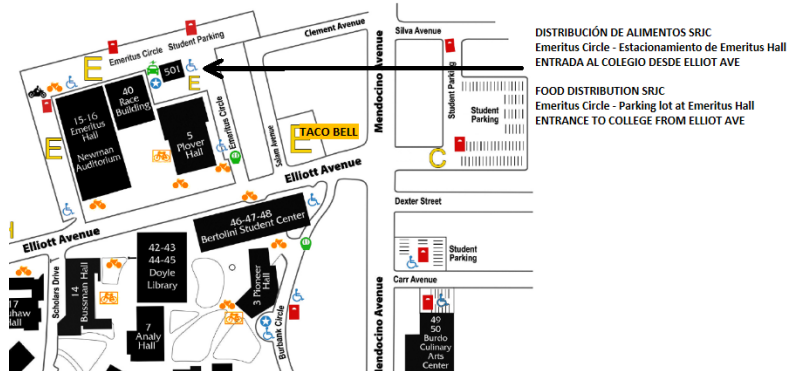 Clement Avenue
Silva Avenue
Emeritus Circle
Student Parking
DISTRIBUCIÓN DE ALIMENTOS SRJC
Emeritus Circle - Estacionamiento de Emeritus Hall
ENTRADA AL COLEGIO DESDE ELLIOT AVE
FOOD DISTRIBUTION SRJC
Emeritus Circle - Parking lot at Emeritus Hall
ENTRANCE TO COLLEGE FROM ELLIOT AVE
E
501
E
40
Race
Building
15-16
Emeritus
Hall
Newman
Auditorium
E
5
Plover
Hall
Emeritus Circle
Salem Avenue
E
TACO BELL
Mendocino Avenue
Student Parking
Student
Parking
C
Elliott Avenue
Dexter Street
46-47-48
Bertolini Student Center
Elliott Avenue
42-43
44-45
Doyle
Library
Student
Parking
Carr Avenue
Scholars Drive
14
Bussman Hall
3 Pioneer
Hall
17
Hall
7
Analy
Hall
Burbank Circle
Mendocino Avenue
49
50
Burdo
Culinary
Arts
Center